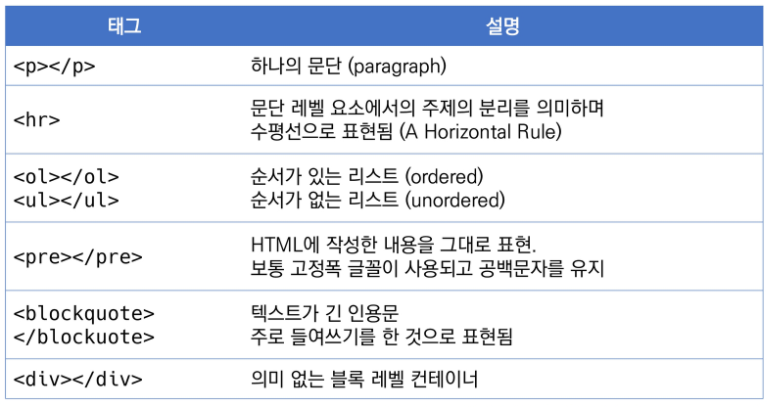 태그 설명
<p></p> 하나의 문단 (paragraph)
<hr> 문단 레벨 요소에서의 주제의 분리를 의미하며
수평선으로 표현됨 (A Horizontal Rule)
<ol></ol> 순서가 있는 리스트 (ordered)
<ul></ul> 순서가 없는 리스트 (unordered)
<pre></pre> HTML에 작성한 내용을 그대로 표현.
보통 고정폭 글꼴이 사용되고 공백문자를 유지
<blockquote> 텍스트가 긴 인용문
</blockuote> 주로 들여쓰기를 한 것으로 표현됨
<div></div> 의미 없는 블록 레벨 컨테이너